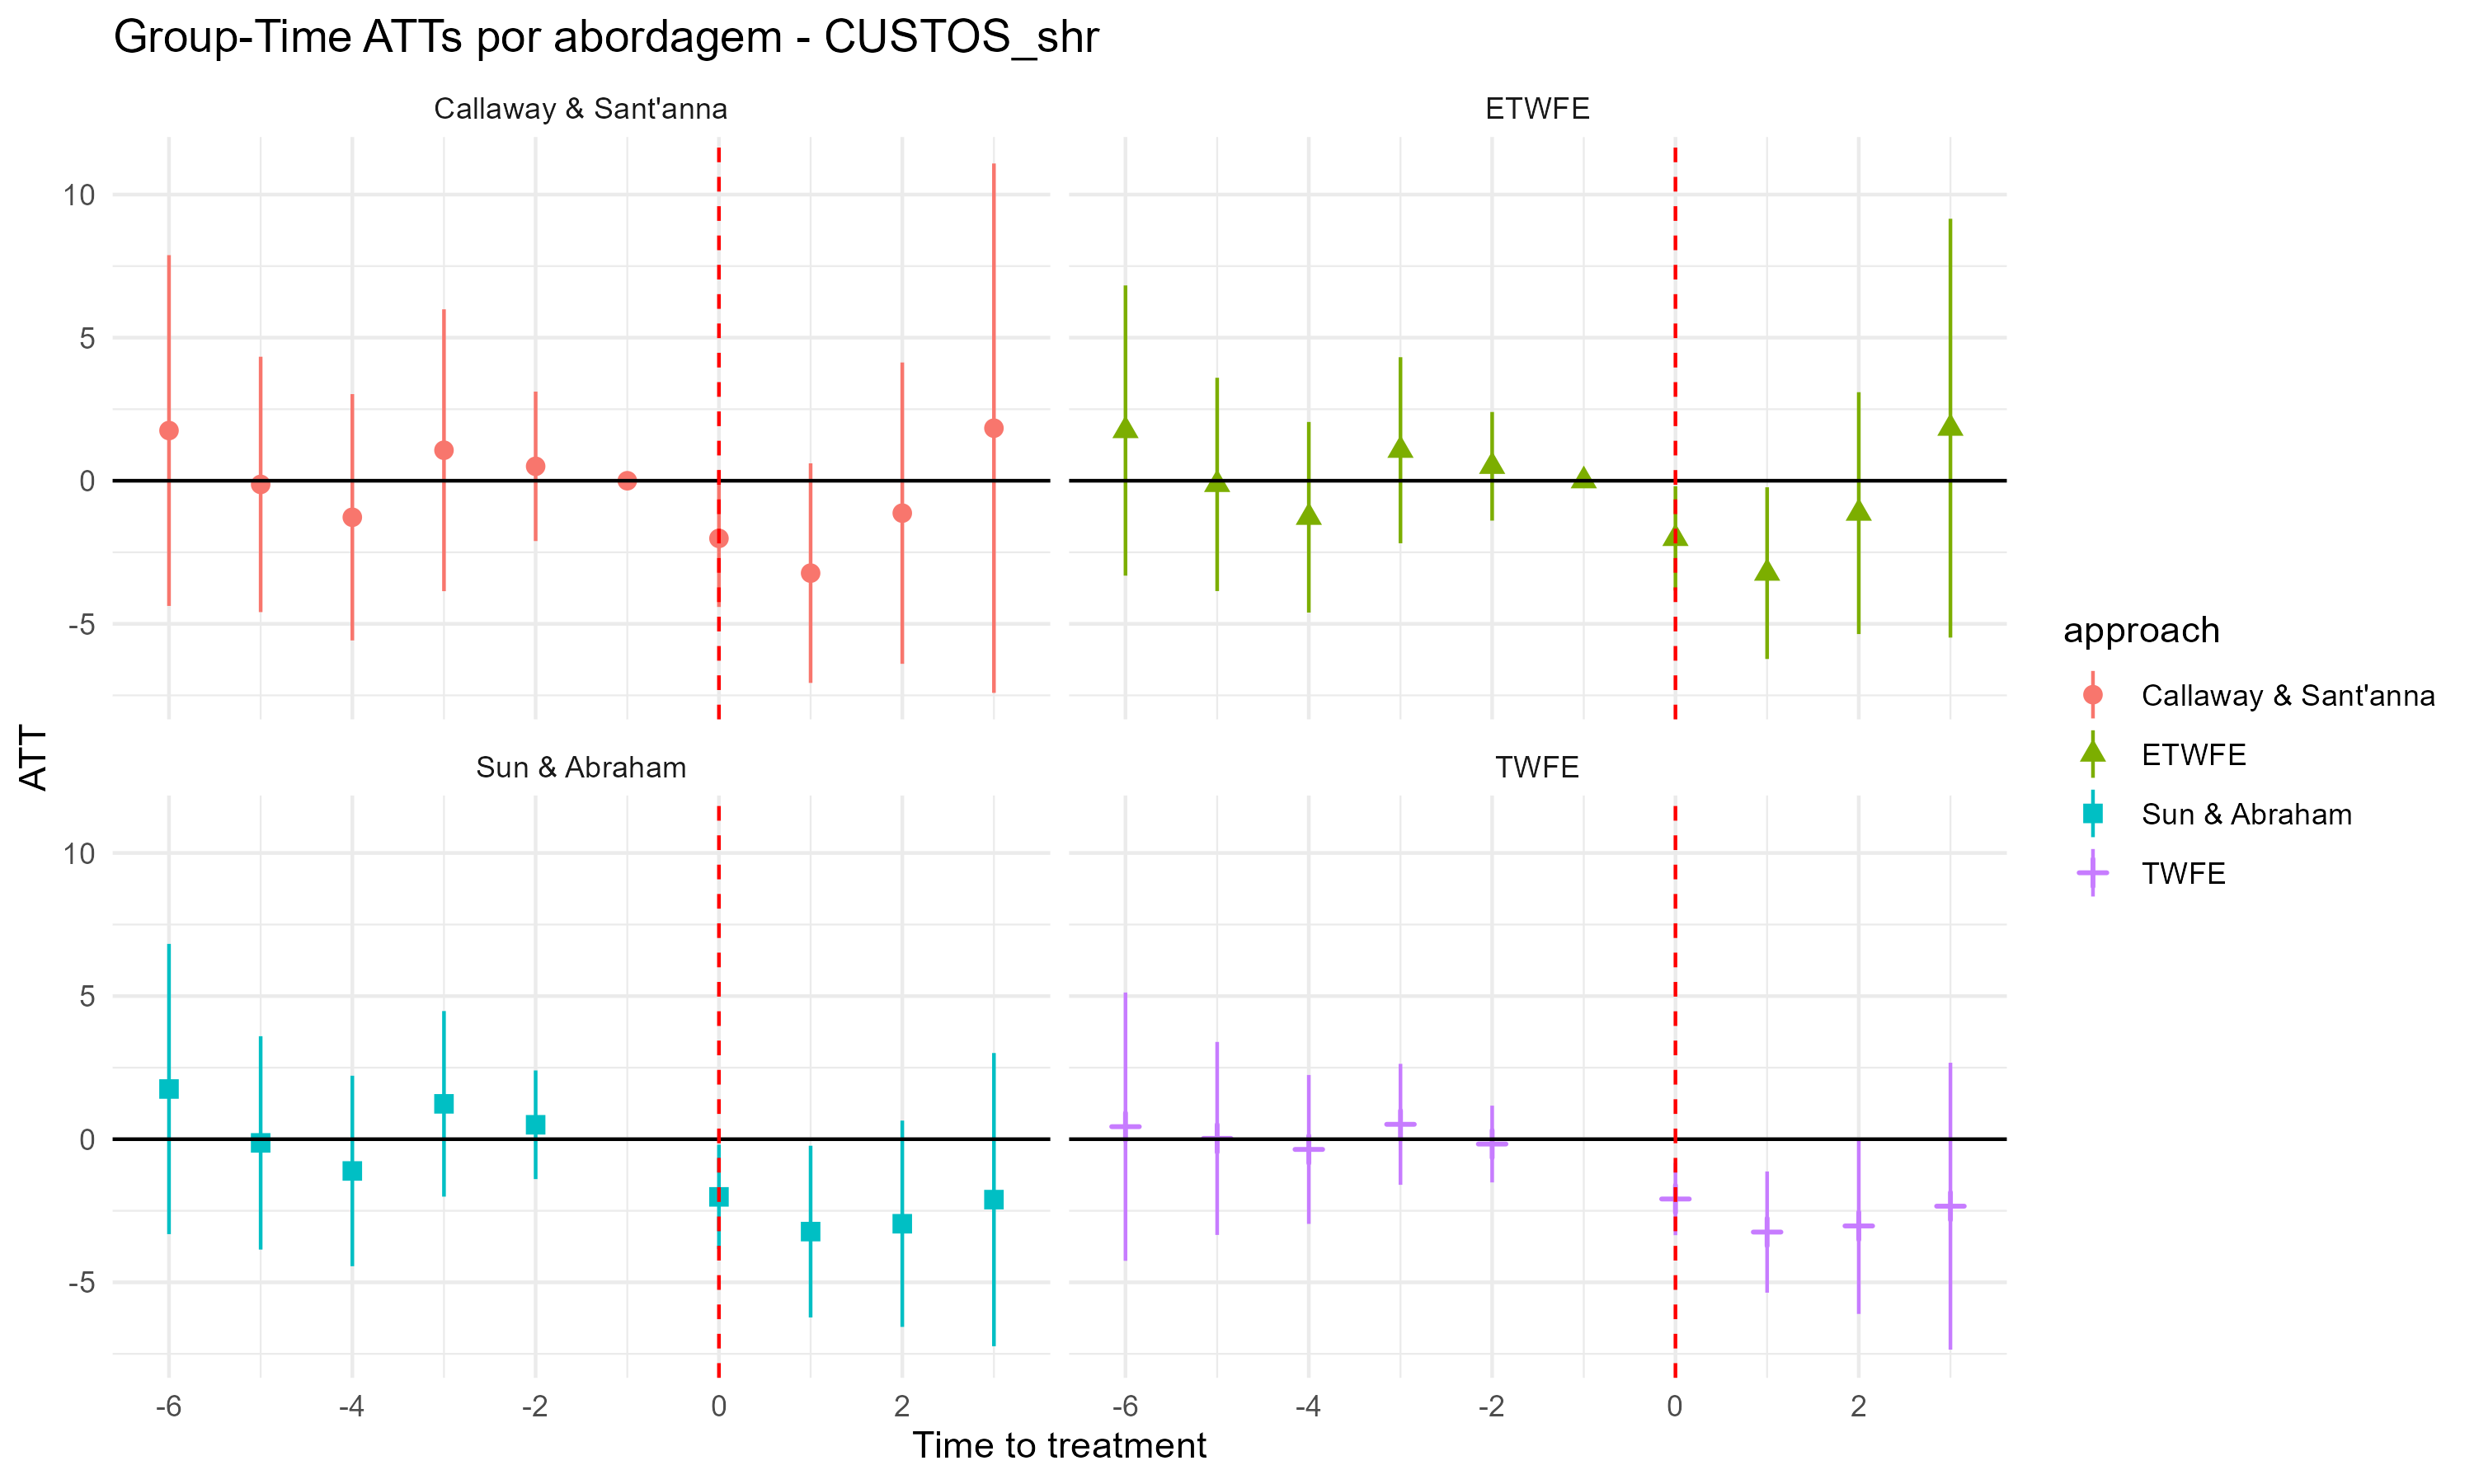 Group-Time ATTs por abordagem - CUSTOS_shr
Callaway & Sant'anna
ETWFE
10
5
0
-5
Sun & Abraham
TWFE
10
5
0
-5
-6 -4 -2 0 2
-6 -4 -2 0 2
Time to treatment
ATT
approach
Callaway & Sant'anna
ETWFE
Sun & Abraham
TWFE